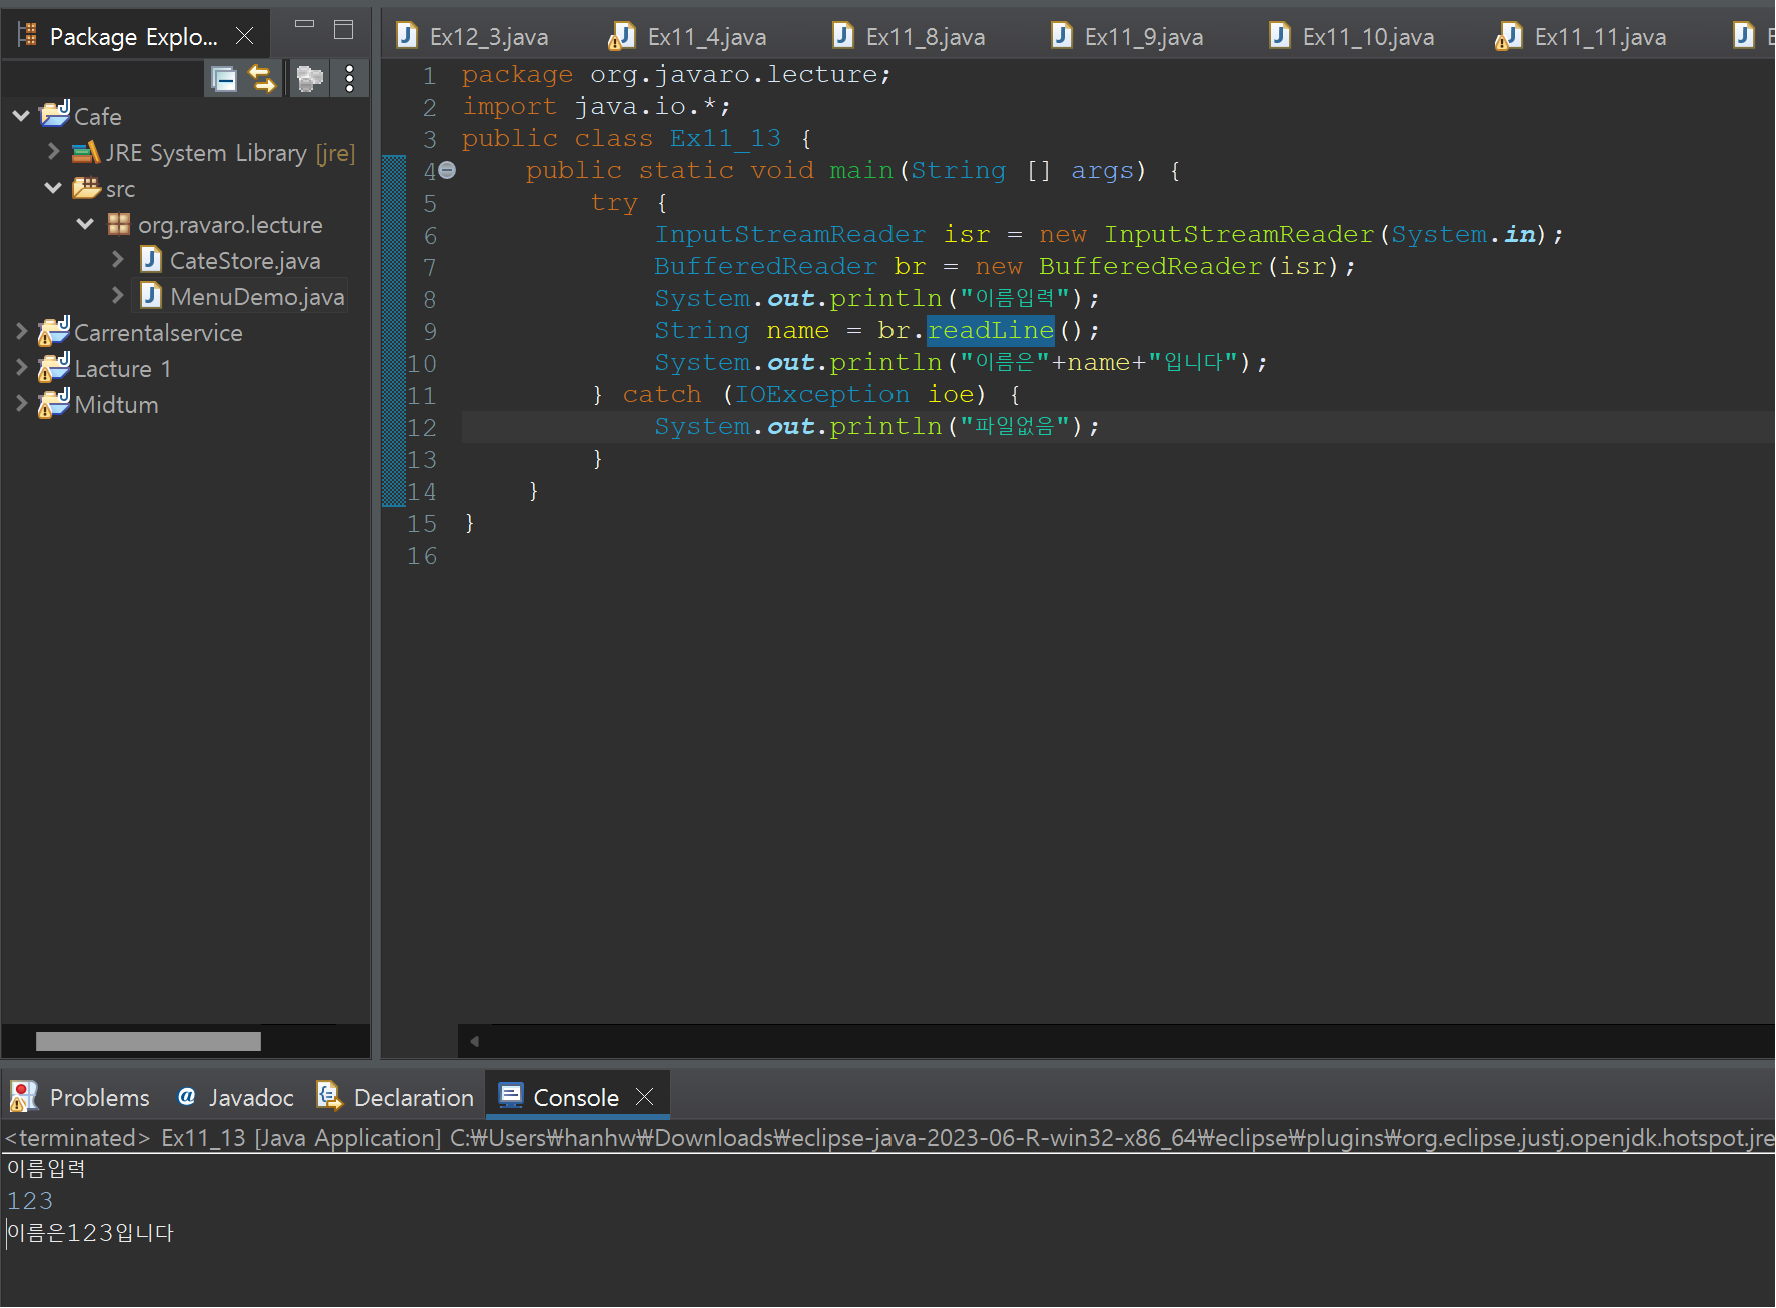 Package Explo...
Ex12_3.java Ex11_4.java Ex11_8.java Ex11_9.java Ex11_10.java Ex11_11.java
Cafe
JRE System Library [jre]
src
org.ravaro.lecture
CateStore.java
MenuDemo.java
Carrentalservice
Lacture 1
Midtum
1 package org.javaro.lecture;
2 import java.io.*;
3 public class Ex11_13 {
4 public static void main(String [] args) {
5 try {
6 InputStreamReader isr = new InputStreamReader(System.in);
7 BufferedReader br = new BufferedReader(isr);
8 System.out.println("이름입력");
9 String name = br.readLine();
10 System.out.println("이름은"+name+"입니다");
11 } catch (IOException ioe) {
12 System.out.println("파일없음");
13 }
14 }
15 }
16
Problems @ Javadoc Declaration Console
<terminated> Ex11_13 [Java Application] C:₩Users₩hanhw₩Downloads₩eclipse-java-2023-06-R-win32-x86_64₩eclipse₩plugins₩org.eclipse.justj.openjdk.hotspot.jre
이름입력
123
이름은123입니다